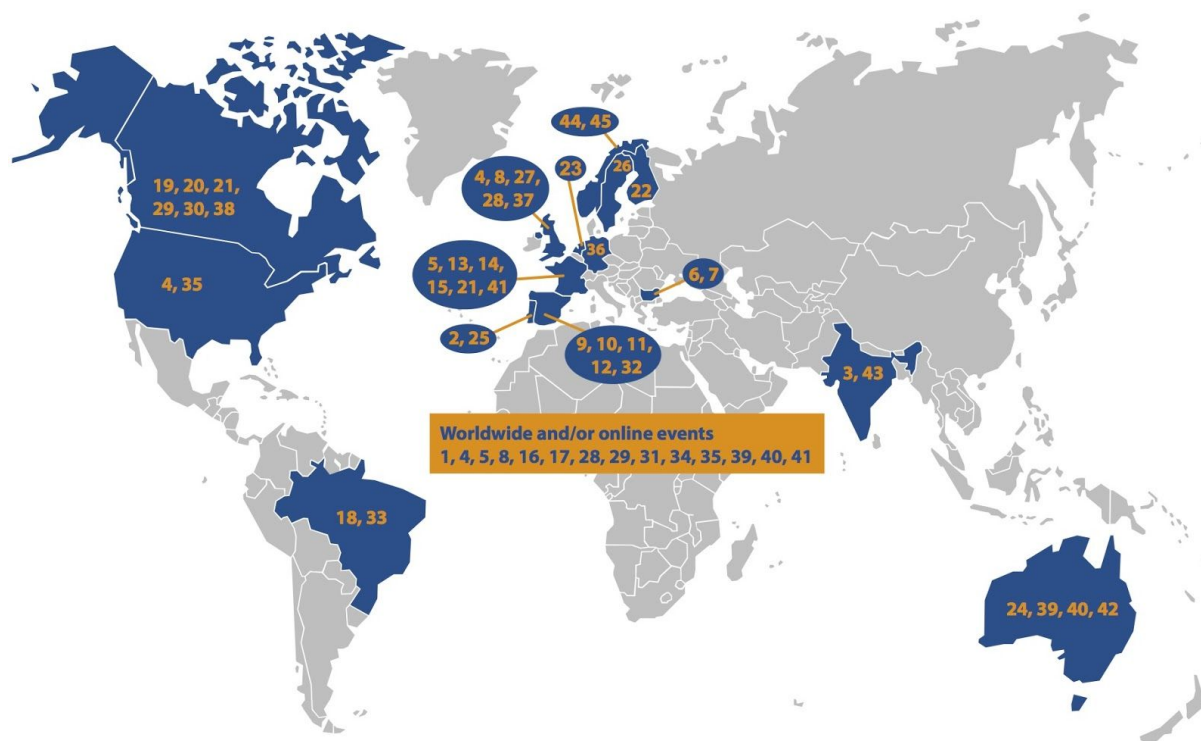 44, 45
23
26
22
4, 8, 27,
28, 37
19, 20, 21,
29, 30, 38
36
5, 13, 14,
15, 21, 41
6, 7
4, 35
2, 25
9, 10, 11,
12, 32
3, 43
Worldwide and/or online events
1, 4, 5, 8, 16, 17, 28, 29, 31, 34, 35, 39, 40, 41
18, 33
24, 39, 40, 42